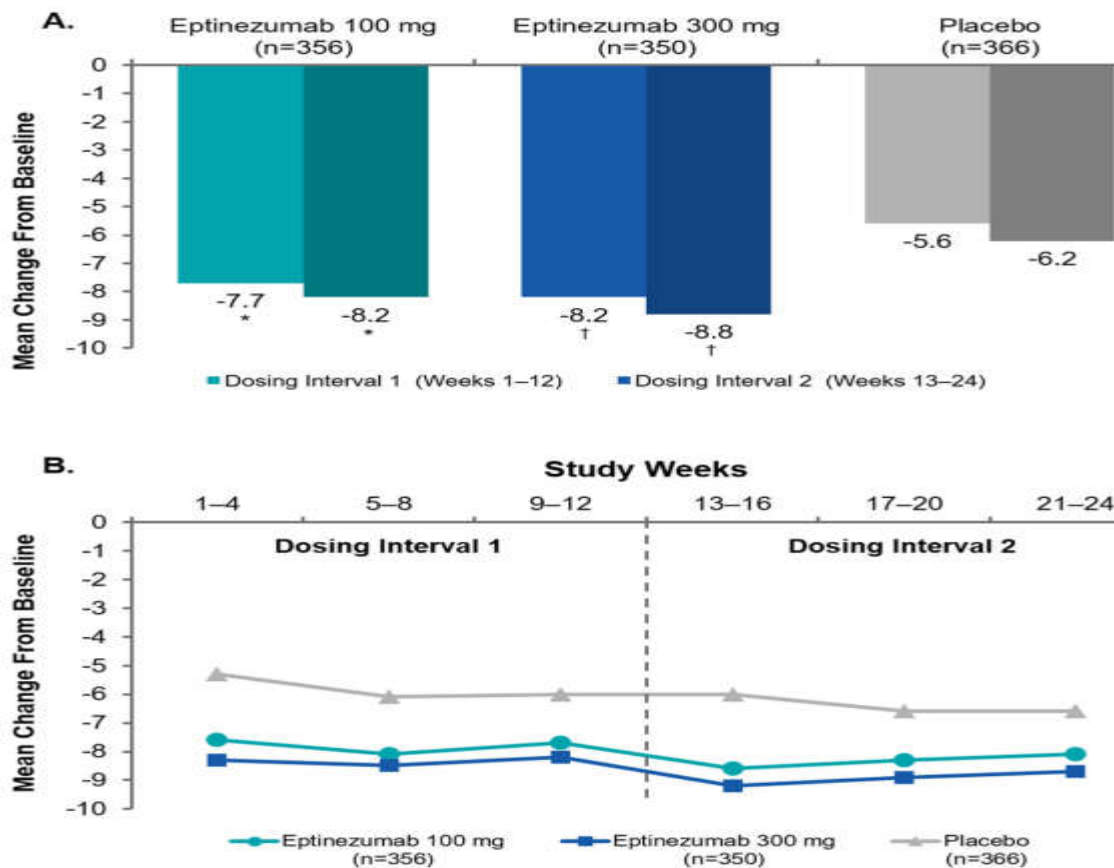 A.
Eptinezumab 100 mg Eptinezumab 300 mg Placebo
(n=356) (n=350) (n=366)
Mean Change From Baseline
0
-1
-2
-3
-4
-5
-6
-7
-8
-9
-10
-7.7 -8.2 -8.2 -8.8 -5.6 -6.2
* * † †
Dosing Interval 1 (Weeks 1–12) Dosing Interval 2 (Weeks 13–24)
B.
Study Weeks
1–4 5–8 9–12 13–16 17–20 21–24
Dosing Interval 1 Dosing Interval 2
Mean Change From Baseline
0
-1
-2
-3
-4
-5
-6
-7
-8
-9
-10
Eptinezumab 100 mg Eptinezumab 300 mg Placebo
(n=356) (n=350) (n=366)